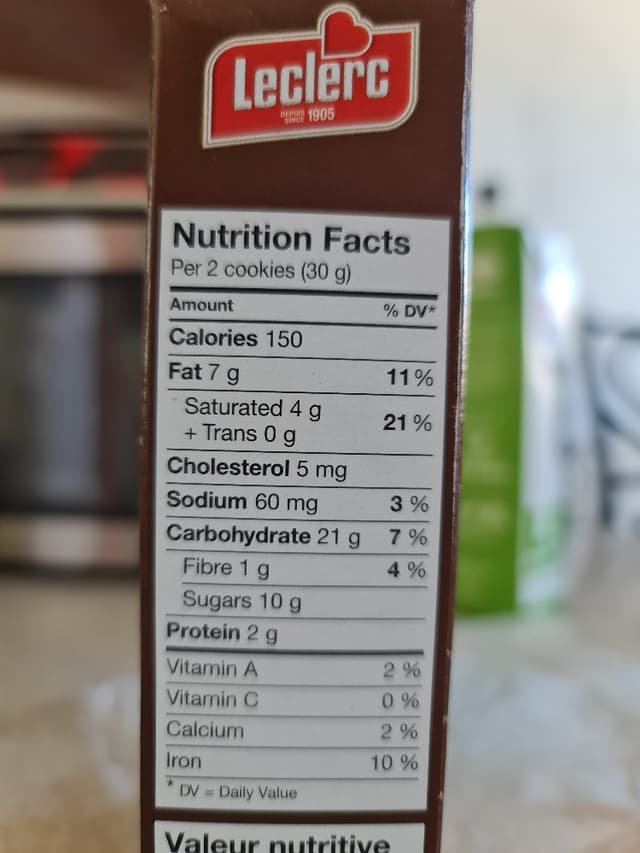 Leclerc
DEPUIS
SINCE 1905
Nutrition Facts
Per 2 cookies (30 g)
Amount % DV*
Calories 150
Fat 7 g 11 %
Saturated 4 g
+ Trans 0 g 21 %
Cholesterol 5 mg
Sodium 60 mg 3 %
Carbohydrate 21 g 7 %
Fibre 1 g 4 %
Sugars 10 g
Protein 2 g
Vitamin A 2 %
Vitamin C 0 %
Calcium 2 %
Iron 10 %
* DV = Daily Value
Valeur nutritive